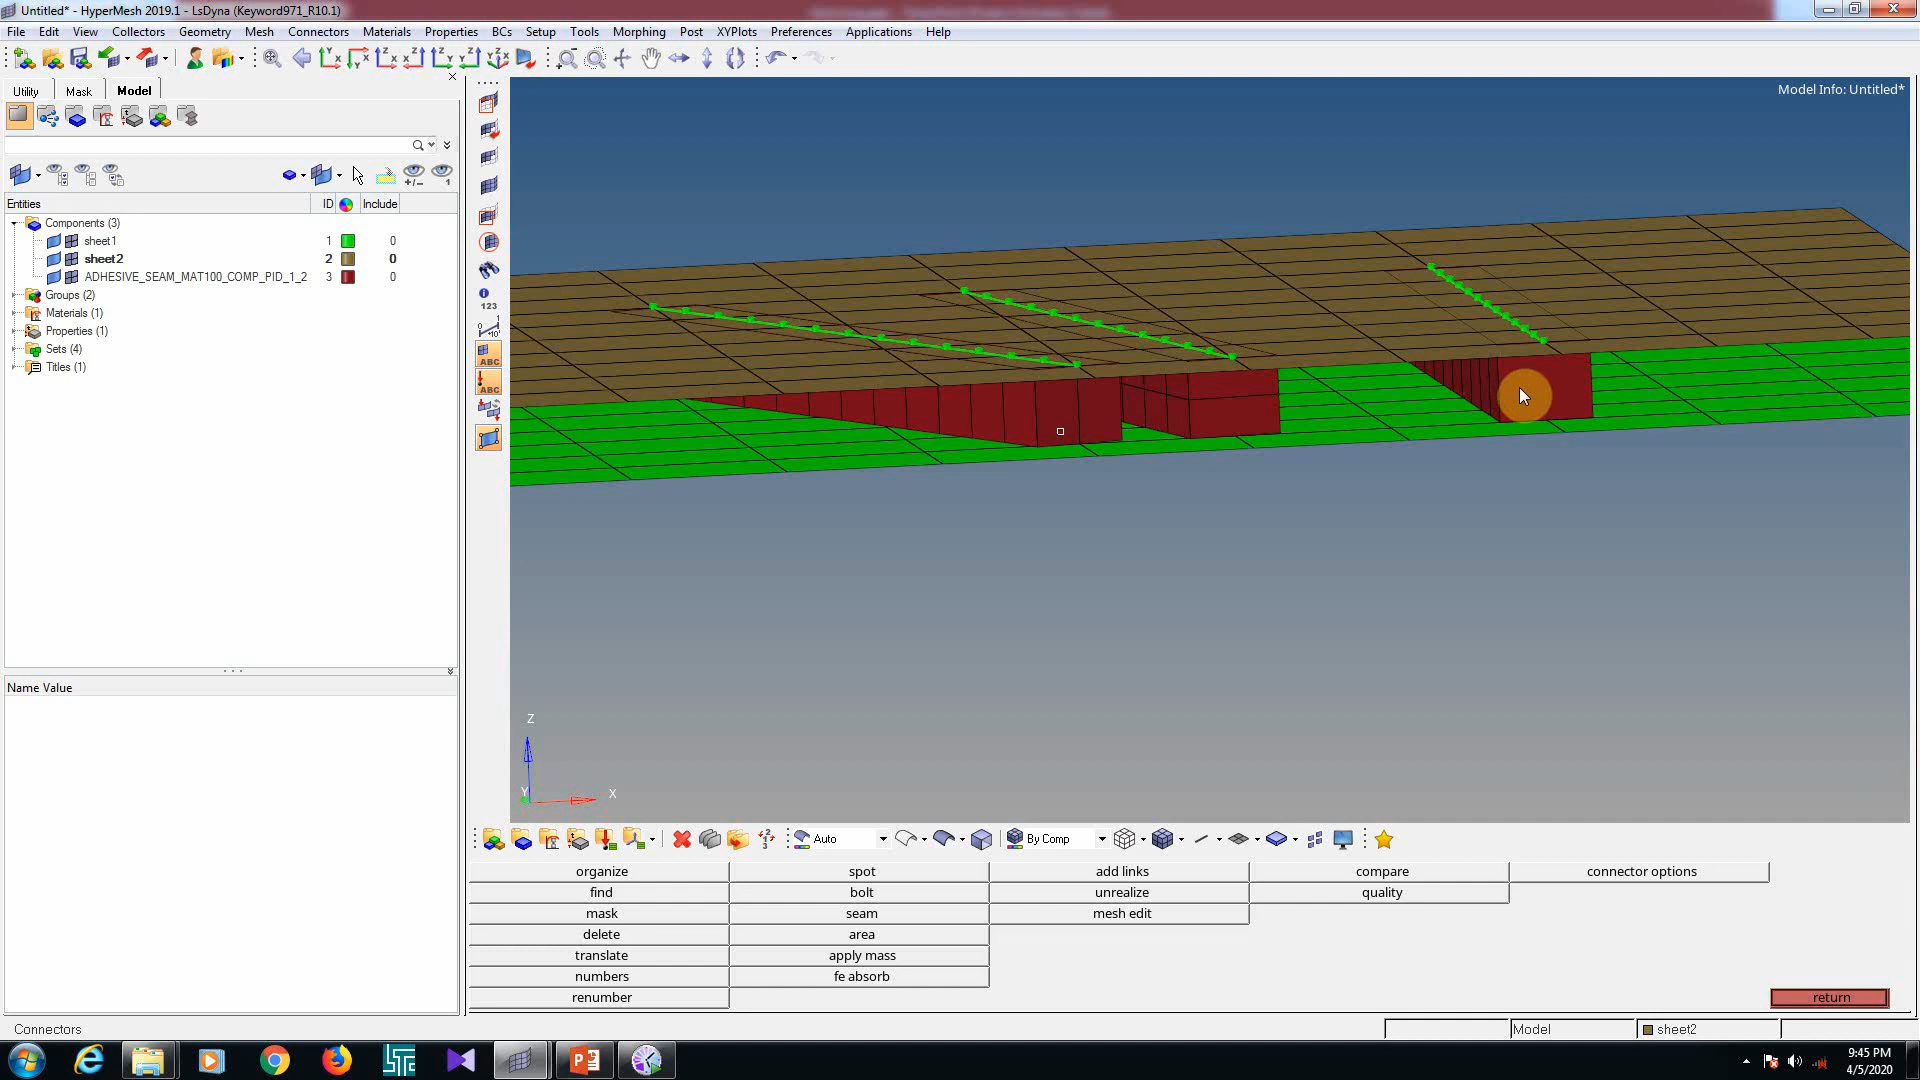 Untitled* - HyperMesh 2019.1 - LsDyna (Keyword971_R10.1)
File Edit View Collectors Geometry Mesh Connectors Materials Properties BCs Setup Tools Morphing Post XYPlots Preferences Applications Help
Utility Mask Model
Model Info: Untitled*
Entities ID Include
Components (3)
sheet1 1 0
sheet2 2 0
ADHESIVE_SEAM_MAT100_COMP_PID_1_2 3 0
Groups (2)
Materials (1)
Properties (1)
Sets (4)
Titles (1)
123
ABC
ABC
Name Value
Z
Y
X
Auto
By Comp
organize spot add links compare connector options
find bolt unrealize quality
mask seam mesh edit
delete area
translate apply mass
numbers fe absorb
renumber
return
Connectors
Model
sheet2
9:45 PM
4/5/2020